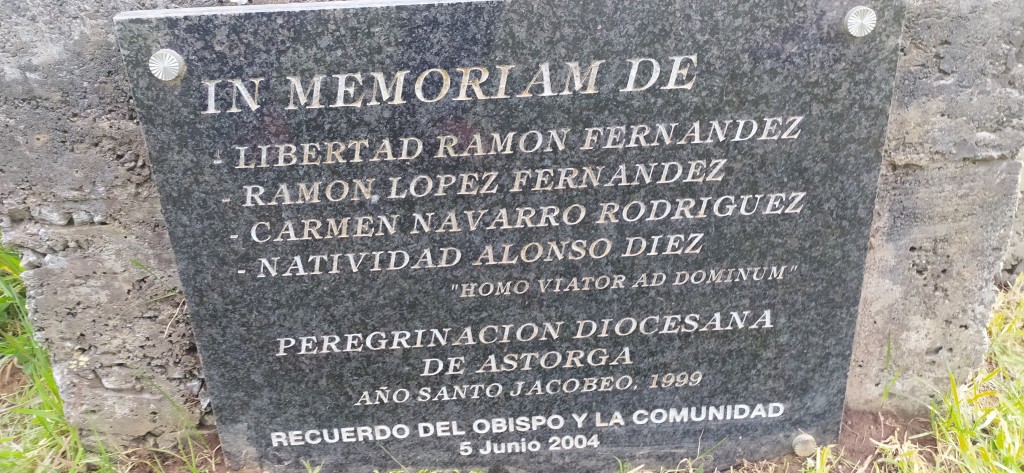 IN MEMORIAM DE
- LIBERTAD RAMON FERNANDEZ
- RAMON LOPEZ FERNANDEZ
- CARMEN NAVARRO RODRIGUEZ
- NATIVIDAD ALONSO DIEZ
"HOMO VIATOR AD DOMINUM"
PEREGRINACION DIOCESANA
DE ASTORGA
AÑO SANTO JACOBEO. 1999
RECUERDO DEL OBISPO Y LA COMUNIDAD
5 Junio 2004